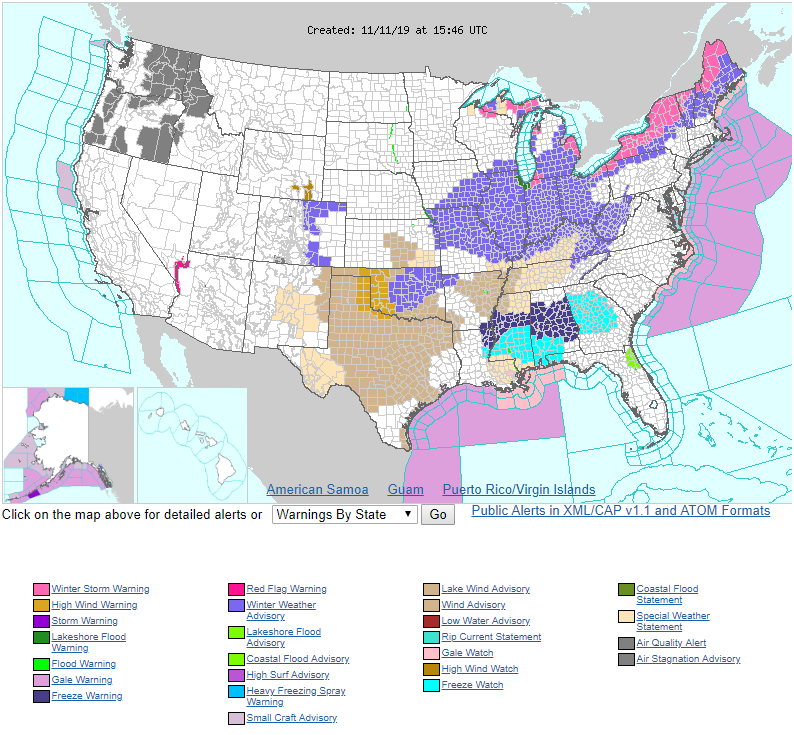 Created: 11/11/19 at 15:46 UTC
American Samoa Guam Puerto Rico/Virgin Islands
Click on the map above for detailed alerts or Warnings By State Go Public Alerts in XML/CAP v1.1 and ATOM Formats
Winter Storm Warning
High Wind Warning
Storm Warning
Lakeshore Flood
Warning
Flood Warning
Gale Warning
Freeze Warning
Red Flag Warning
Winter Weather
Advisory
Lakeshore Flood
Advisory
Coastal Flood Advisory
High Surf Advisory
Heavy Freezing Spray
Warning
Small Craft Advisory
Lake Wind Advisory
Wind Advisory
Low Water Advisory
Rip Current Statement
Gale Watch
High Wind Watch
Freeze Watch
Coastal Flood
Statement
Special Weather
Statement
Air Quality Alert
Air Stagnation Advisory